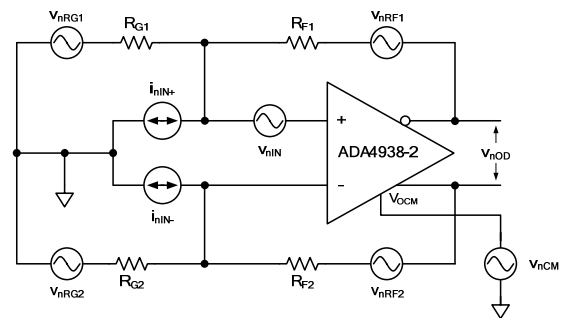 VnRG1
RG1
RF1
VnRF1
inIN+
+
VnIN
ADA4938-2
VnOD
inIN–
–
VOCM
VnRG2
RG2
RF2
VnRF2
VnCM